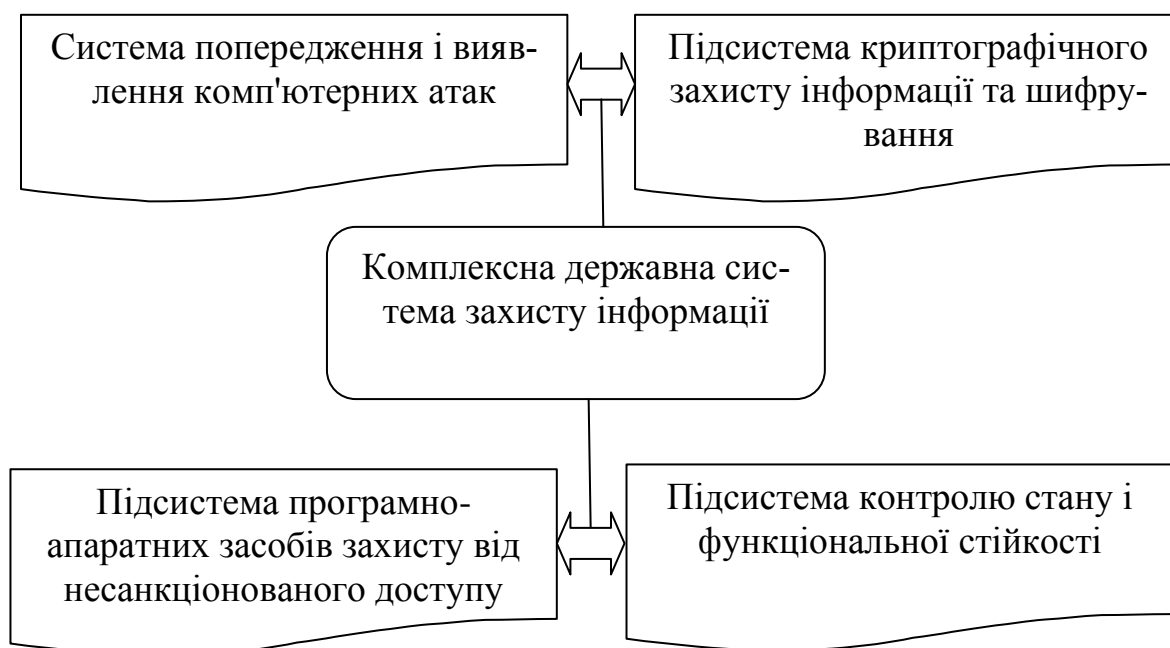 Система попередження і вияв-
лення комп'ютерних атак
Підсистема криптографічного
захисту інформації та шифру-
вання
Комплексна державна сис-
тема захисту інформації
Підсистема програмно-
апаратних засобів захисту від
несанкціонованого доступу
Підсистема контролю стану і
функціональної стійкості